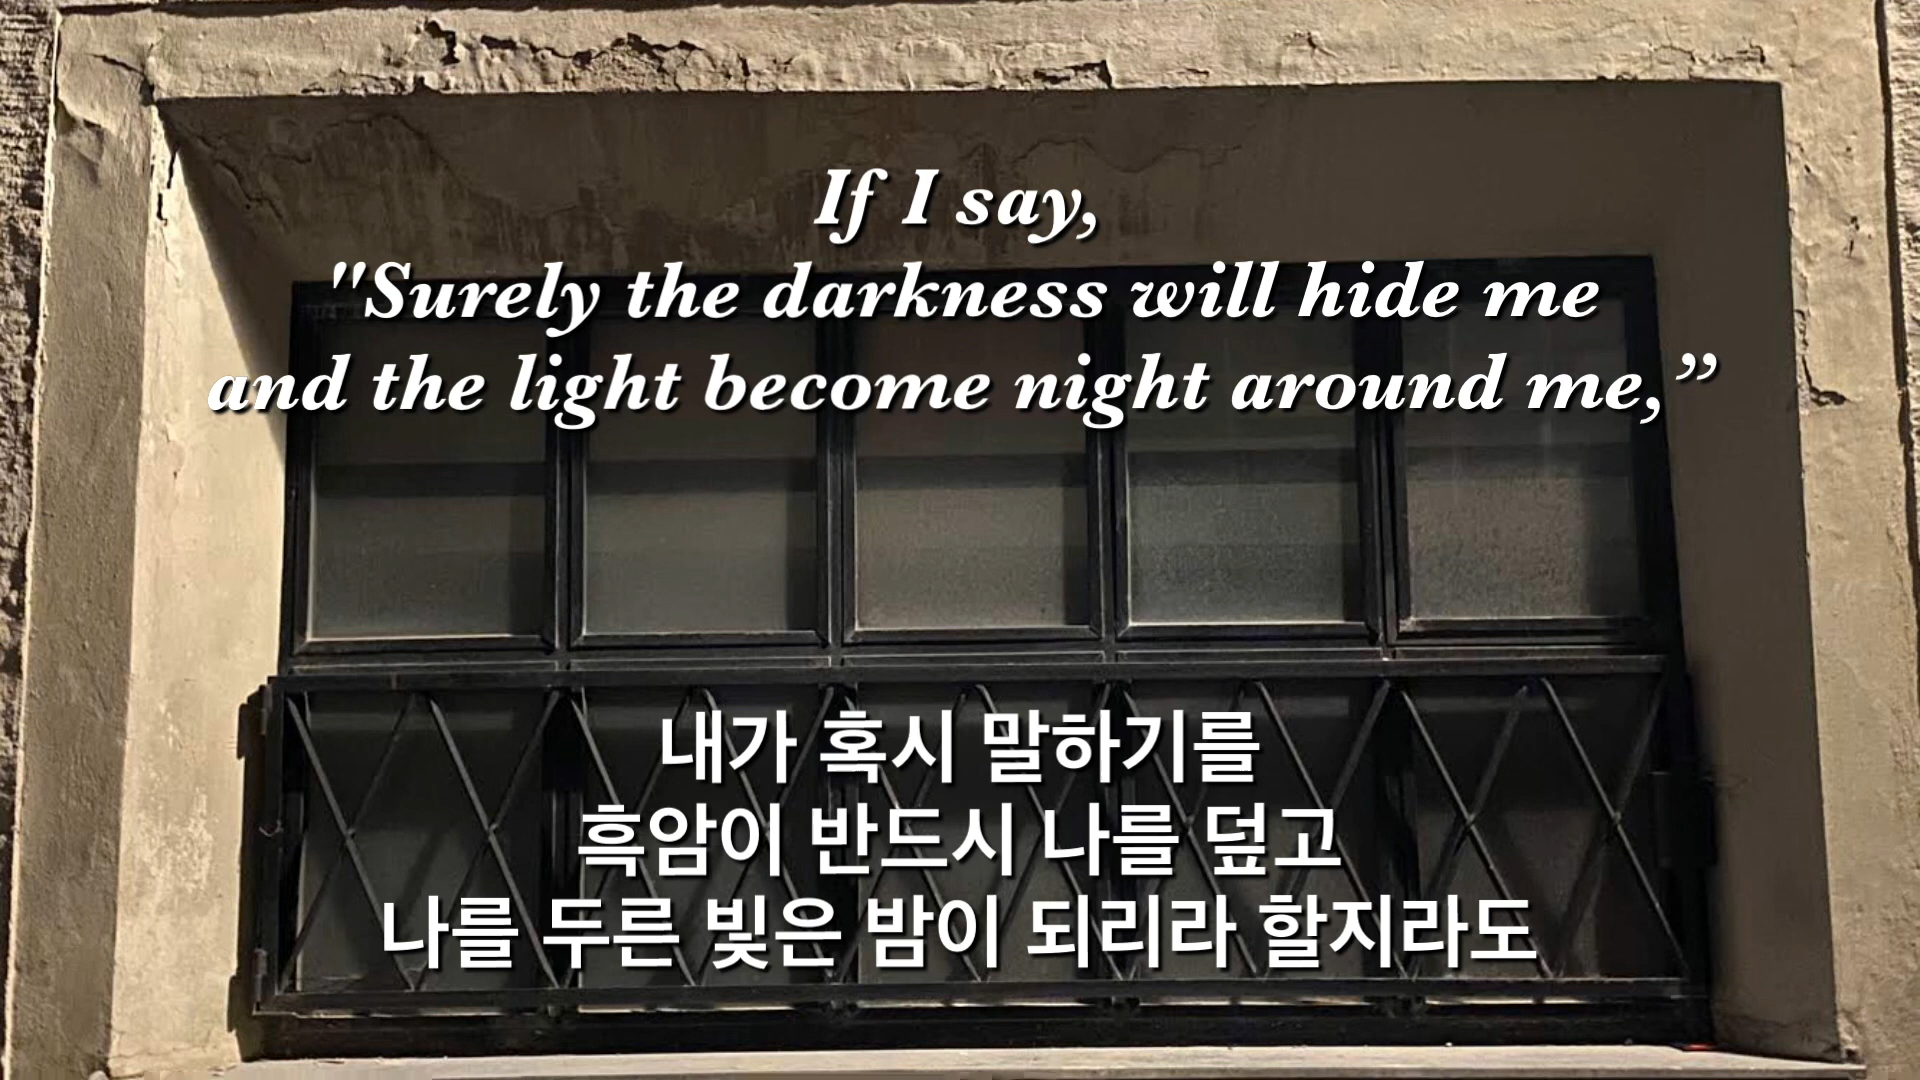 If I say,
"Surely the darkness will hide me
and the light become night around me,”
내가 혹시 말하기를
흑암이 반드시 나를 덮고
나를 두른 빛은 밤이 되리라 할지라도